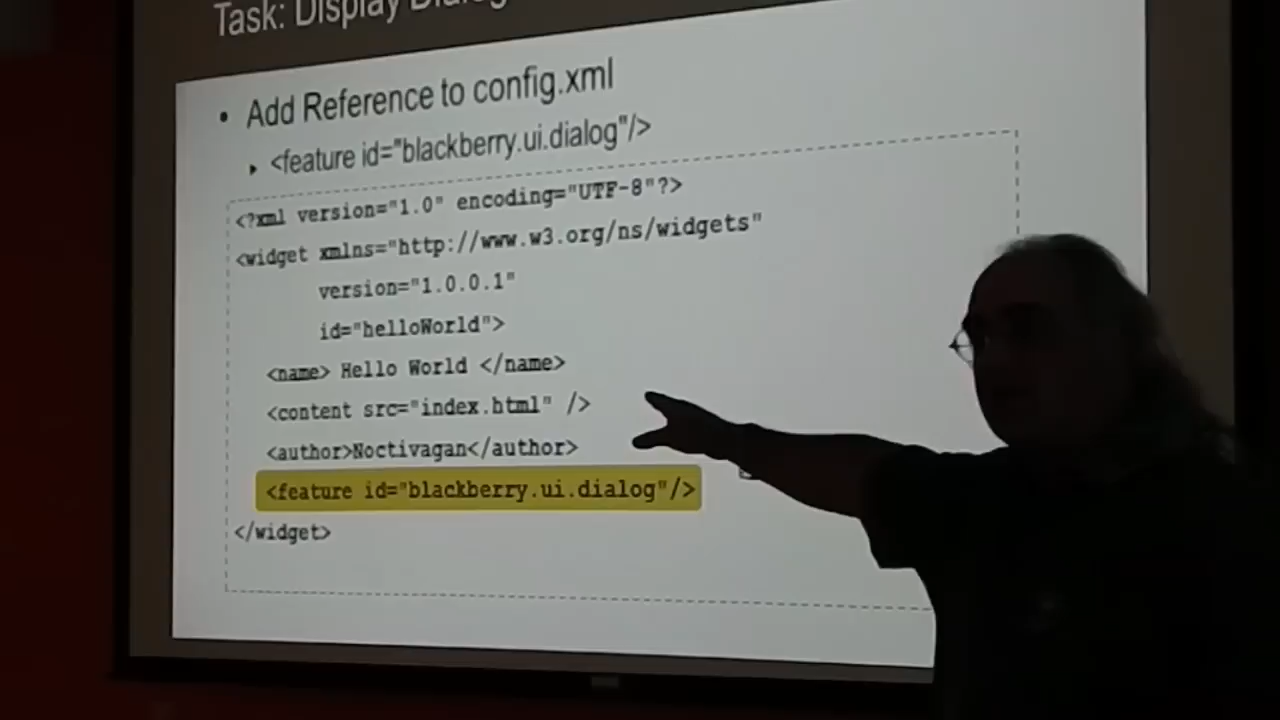 Task: Display Dialog
• Add Reference to config.xml
▸ <feature id="blackberry.ui.dialog"/>
<?xml version="1.0" encoding="UTF-8"?>
<widget xmlns="http://www.w3.org/ns/widgets"
version="1.0.0.1"
id="helloWorld">
<name> Hello World </name>
<content src="index.html" />
<author>Noctivagan</author>
<feature id="blackberry.ui.dialog"/>
</widget>